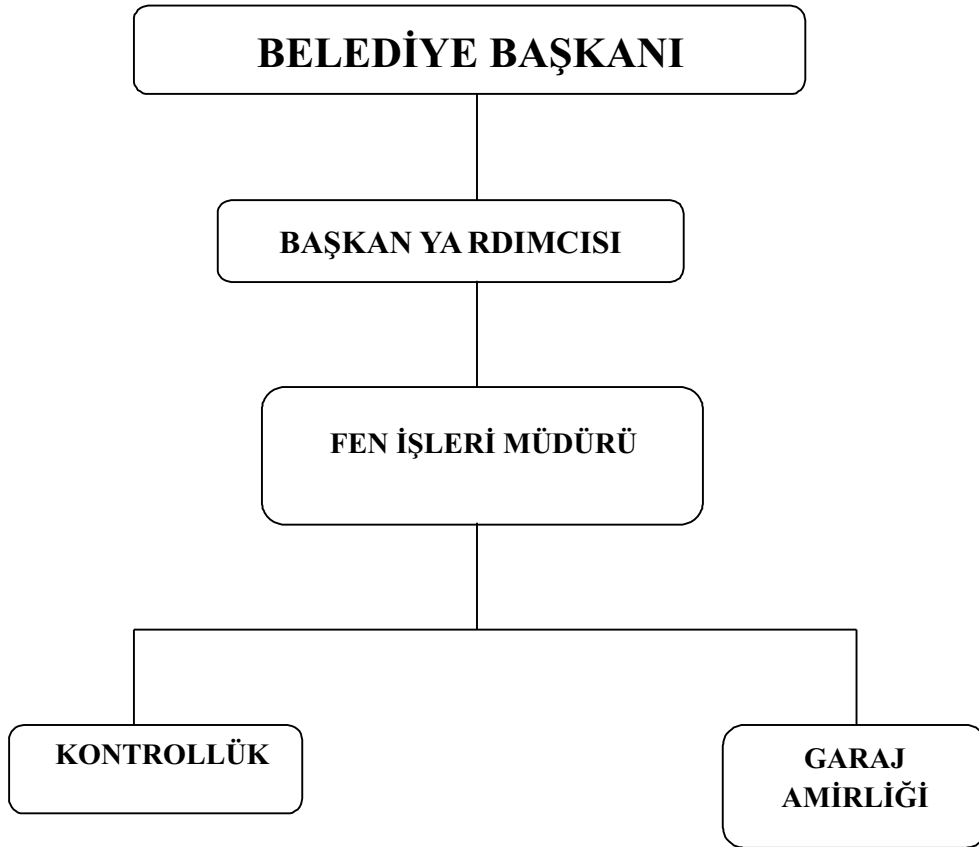 BELEDİYE BAŞKANI
BAŞKAN YA RDIMCISI
FEN İŞLERİ MÜDÜRÜ
KONTROLLÜK
GARAJ
AMİRLİĞİ